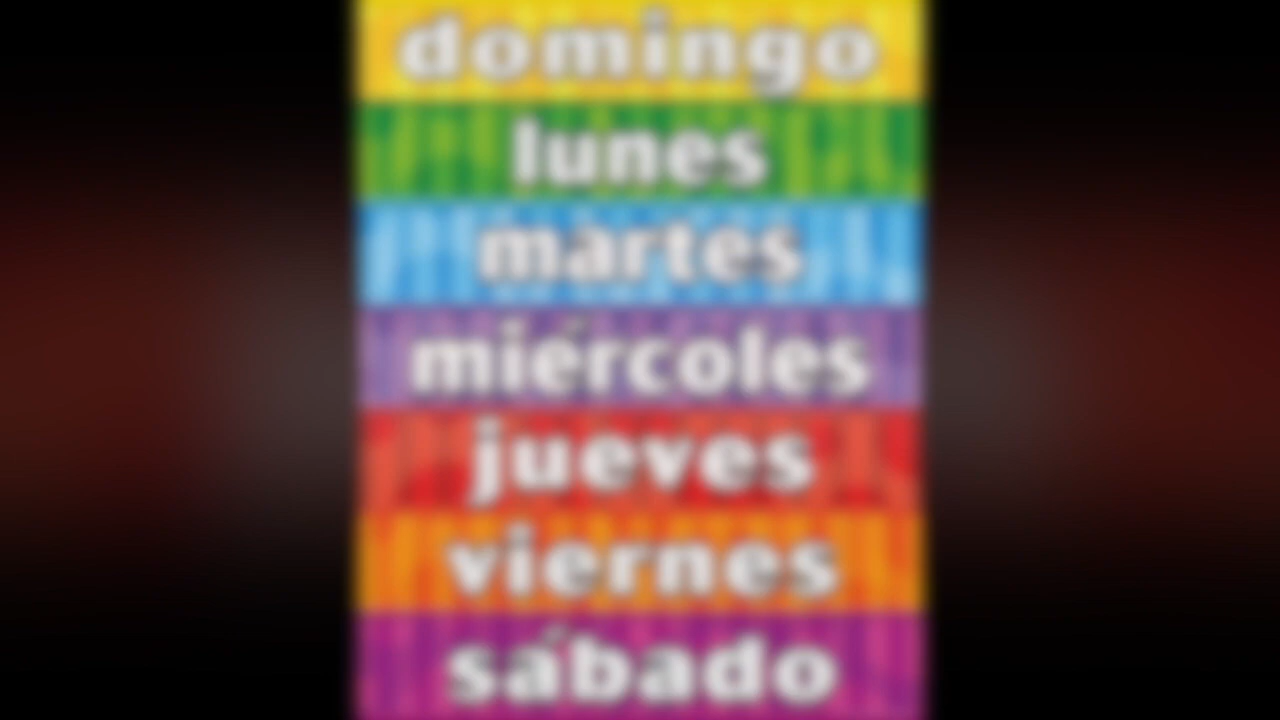 domingo
lunes
martes
miércoles
jueves
viernes
sábado